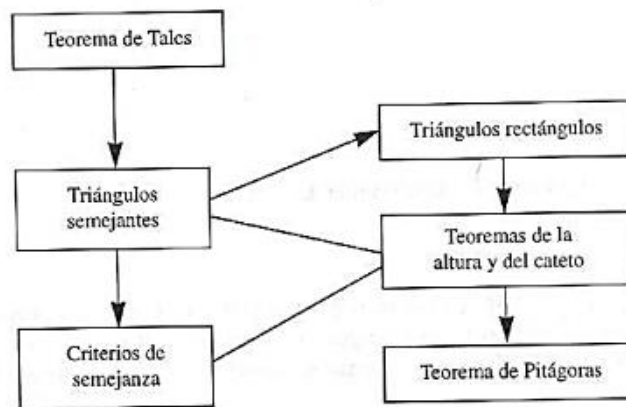 Teorema de Tales
Triángulos rectángulos
Triángulos
semejantes
Teoremas de la
altura y del cateto
Criterios de
semejanza
Teorema de Pitágoras